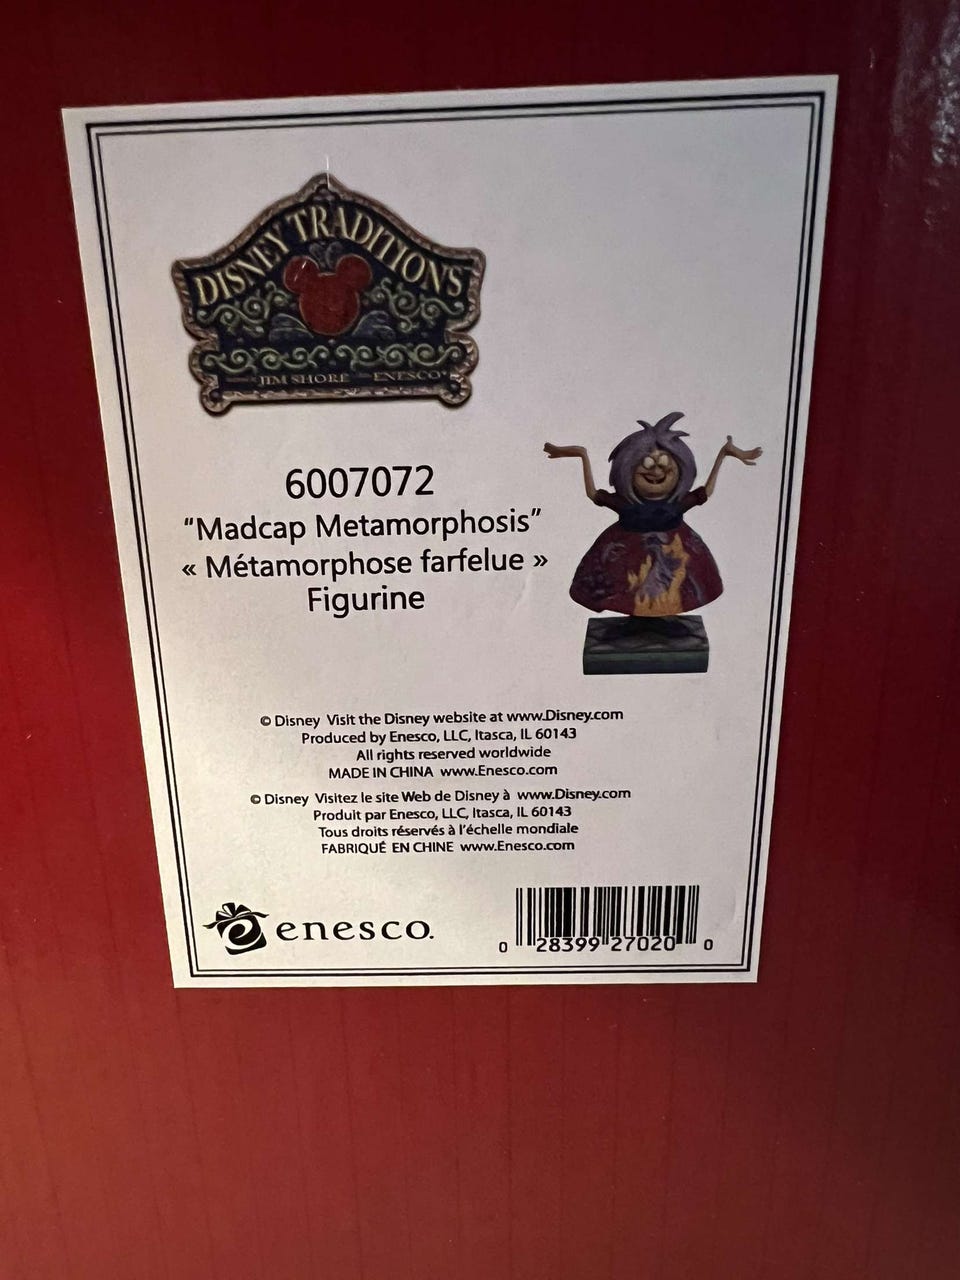 DISNEY TRADITIONS
JIM SHORE ENESCO
6007072
"Madcap Metamorphosis"
« Métamorphose farfelue »
Figurine
© Disney Visit the Disney website at www.Disney.com
Produced by Enesco, LLC, Itasca, IL 60143
All rights reserved worldwide
MADE IN CHINA www.Enesco.com
© Disney Visitez le site Web de Disney à www.Disney.com
Produit par Enesco, LLC, Itasca, IL 60143
Tous droits réservés à l'échelle mondiale
FABRIQUÉ EN CHINE www.Enesco.com
enesco.
0 28399 27020 0